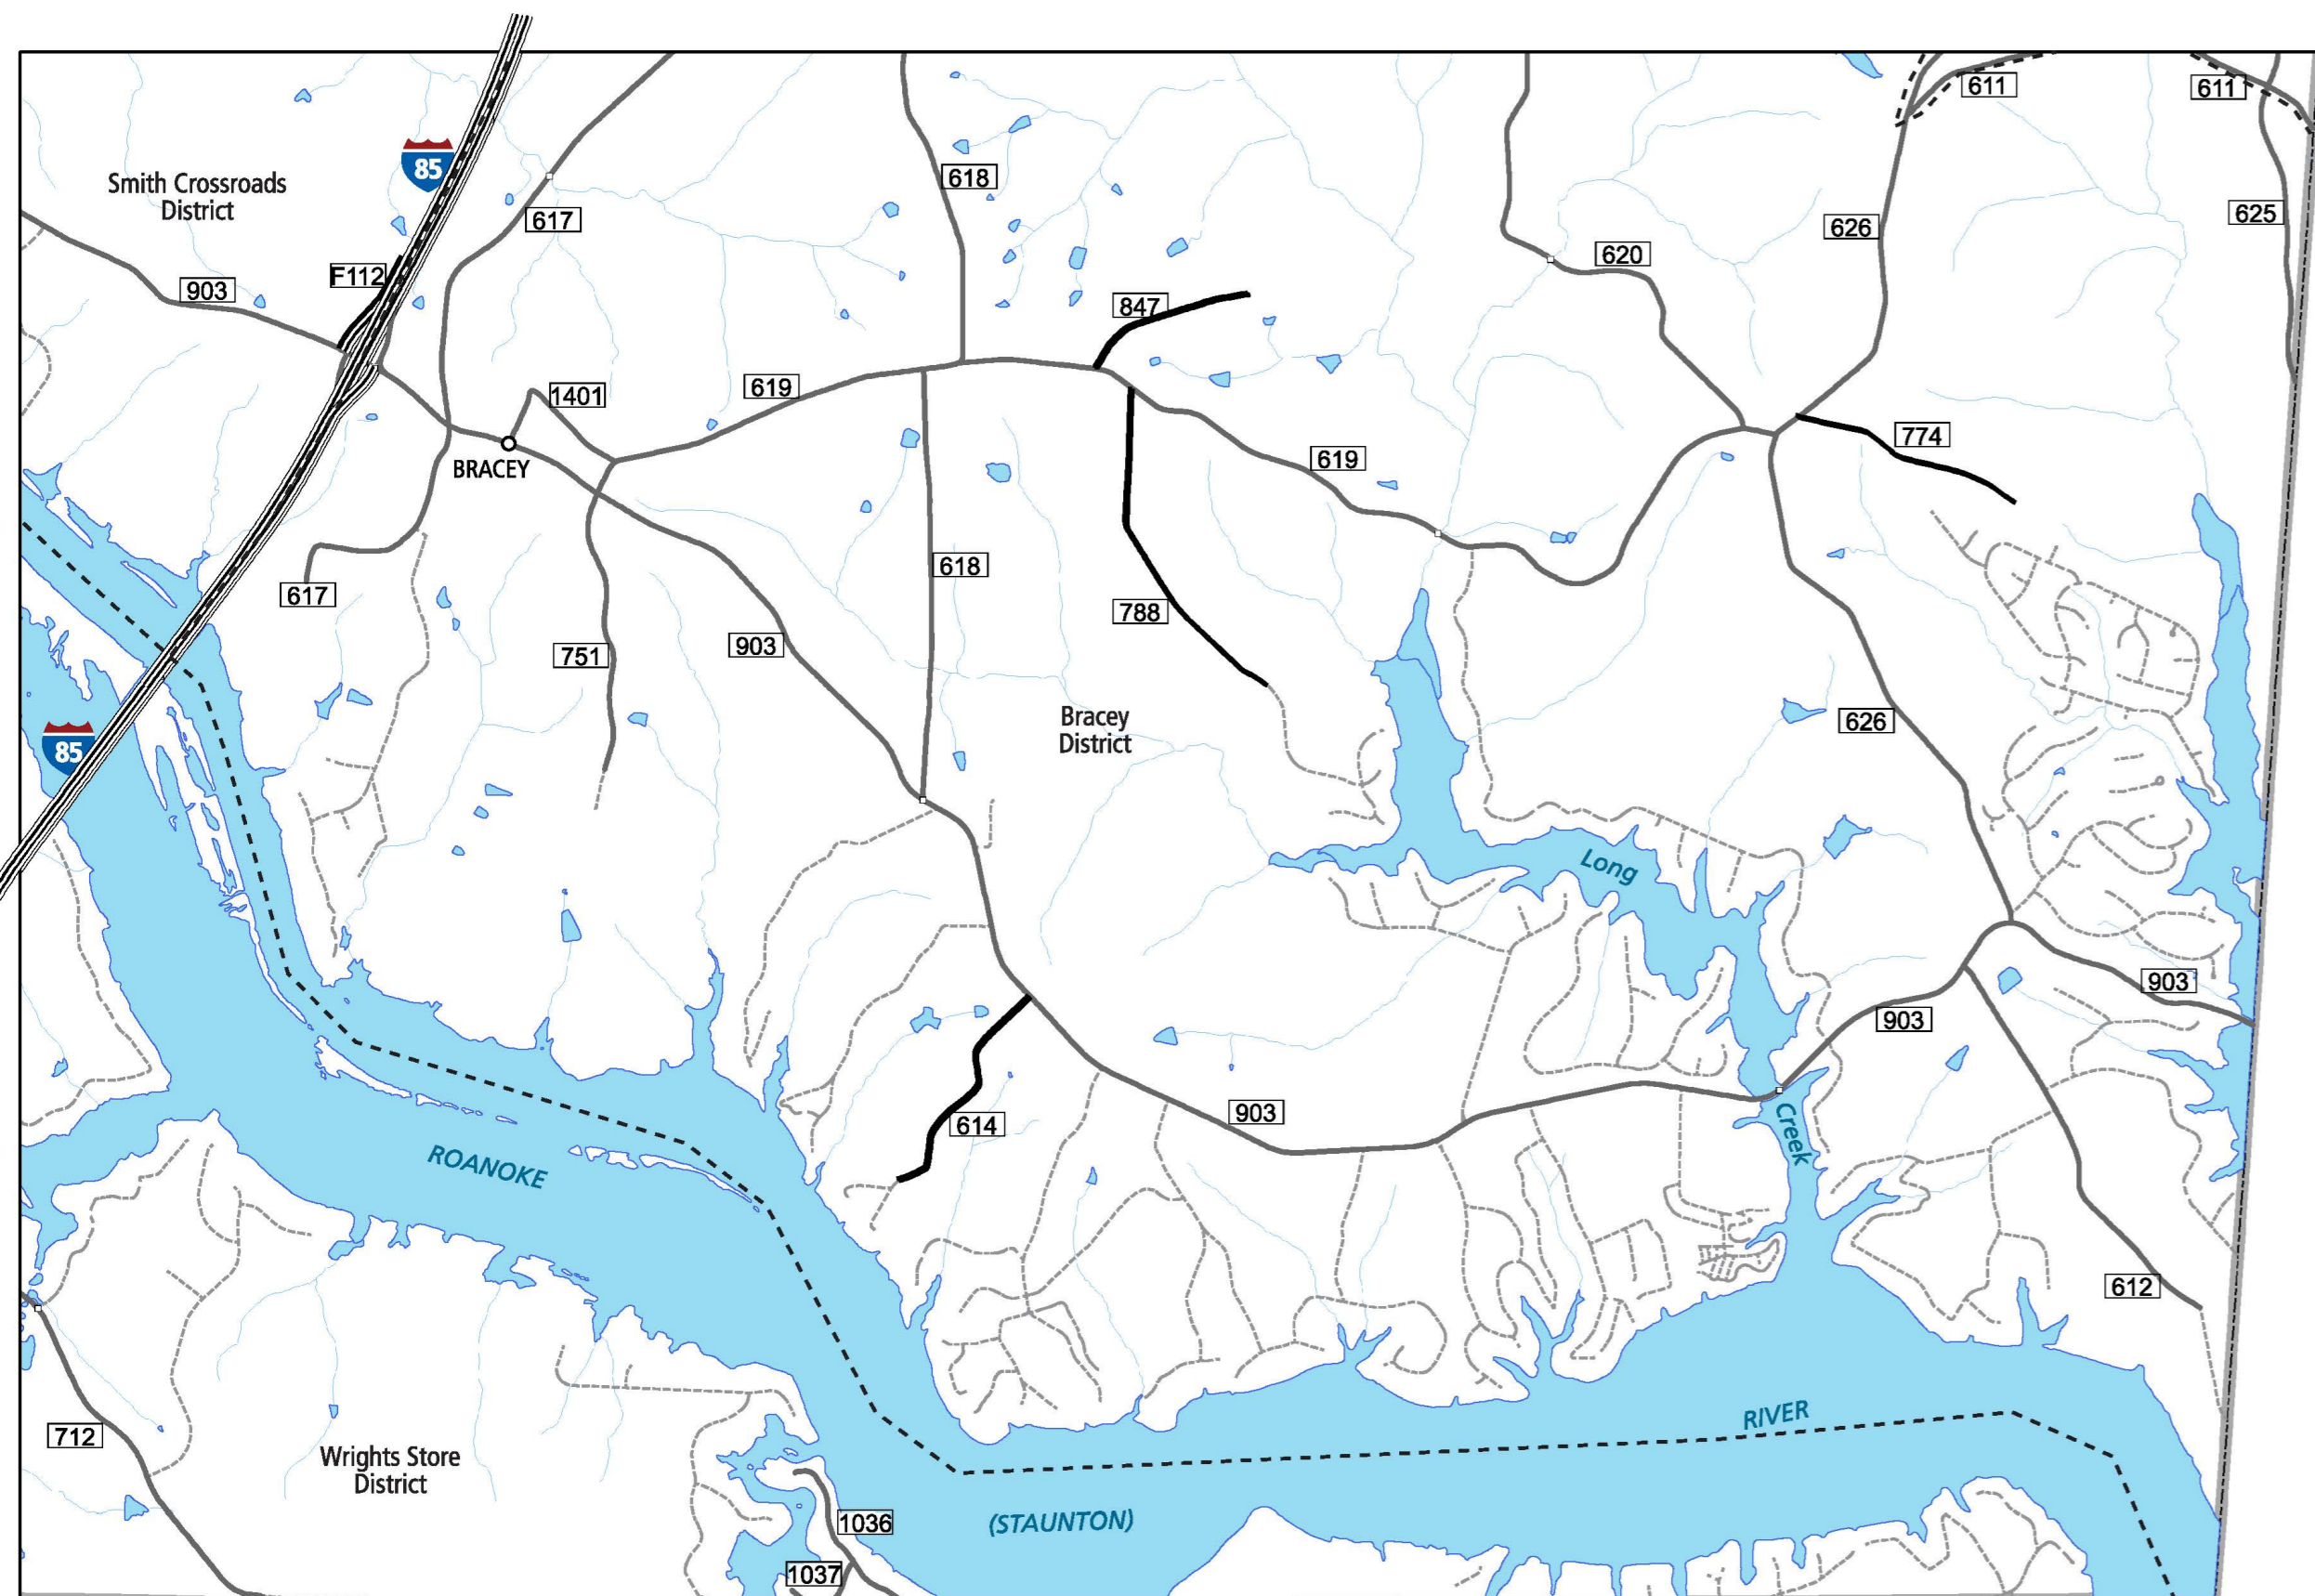 611
611
85
Smith Crossroads
District
618
617
625
626
620
F112
903
847
619
1401
774
619
BRACEY
618
617
788
903
751
Bracey
District
626
85
Long
903
903
903
614
Creek
ROANOKE
612
RIVER
712
Wrights Store
District
(STAUNTON)
1036
1037